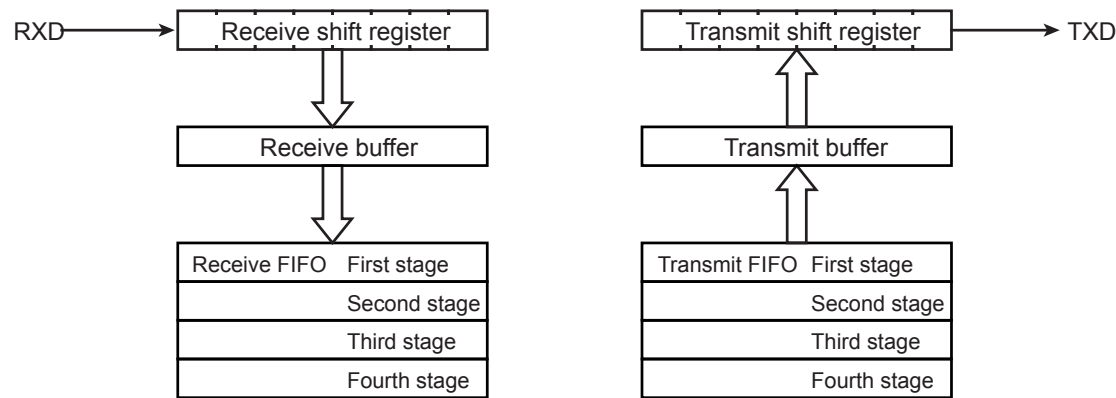 RXD
Receive shift register
Receive buffer
Receive FIFO First stage
Second stage
Third stage
Fourth stage
Transmit shift register
TXD
Transmit buffer
Transmit FIFO First stage
Second stage
Third stage
Fourth stage